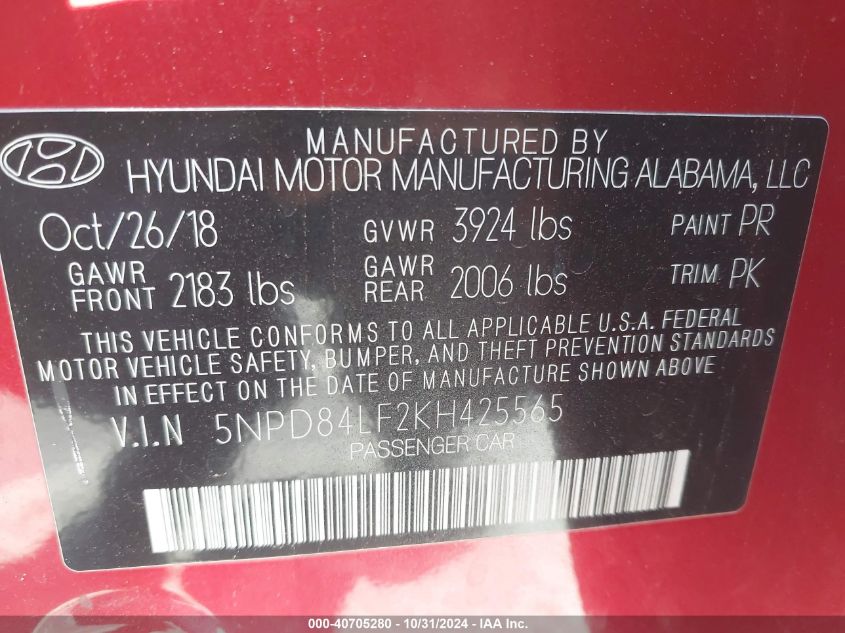 MANUFACTURED BY
HYUNDAI MOTOR MANUFACTURING ALABAMA, LLC
Oct/26/18 GVWR 3924 lbs PAINT PR
GAWR FRONT 2183 lbs GAWR REAR 2006 lbs TRIM PK
THIS VEHICLE CONFORMS TO ALL APPLICABLE U.S.A. FEDERAL
MOTOR VEHICLE SAFETY, BUMPER, AND THEFT PREVENTION STANDARDS
IN EFFECT ON THE DATE OF MANUFACTURE SHOWN ABOVE
V.I.N 5NPD84LF2KH425565
PASSENGER CAR
000-40705280 - 10/31/2024 - IAA Inc.